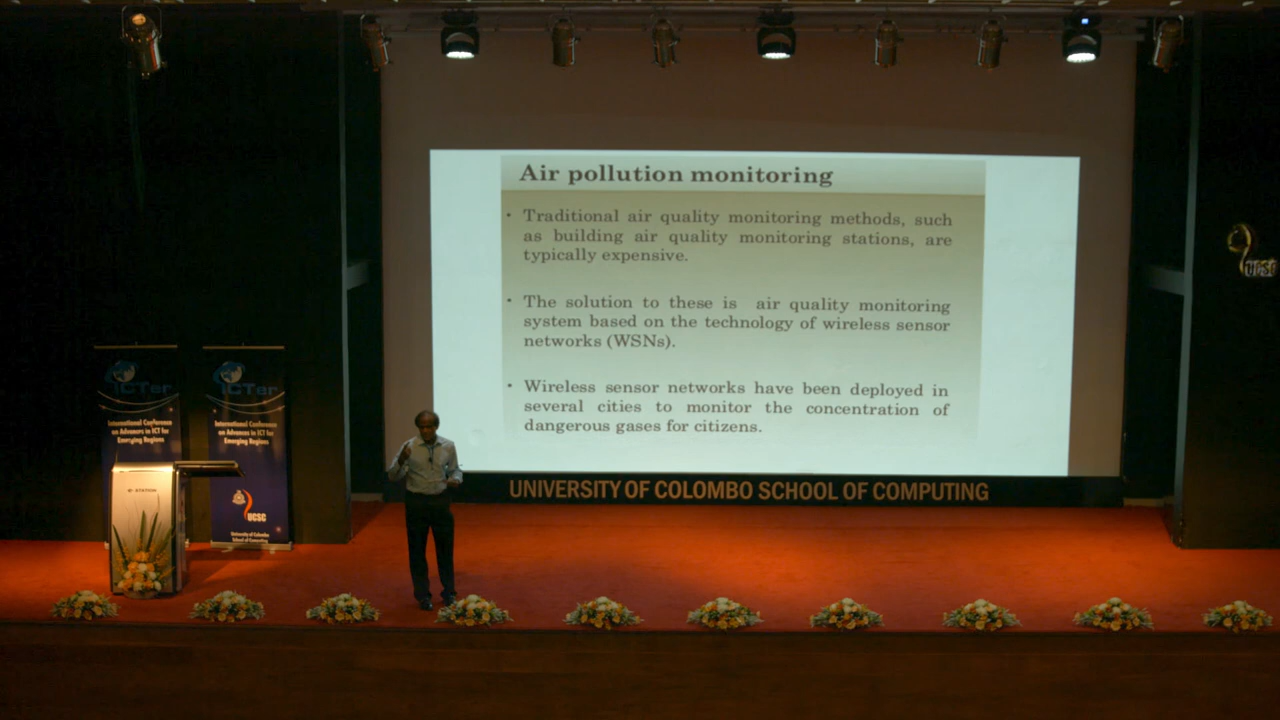 Air pollution monitoring
• Traditional air quality monitoring methods, such
as building air quality monitoring stations, are
typically expensive.
• The solution to these is air quality monitoring
system based on the technology of wireless sensor
networks (WSNs).
• Wireless sensor networks have been deployed in
several cities to monitor the concentration of
dangerous gases for citizens.
UNIVERSITY OF COLOMBO SCHOOL OF COMPUTING
UCSC
ICTer
International Conference
on Advances in ICT for
Emerging Regions
ICTer
International Conference
on Advances in ICT for
Emerging Regions
UCSC
University of Colombo
School of Computing